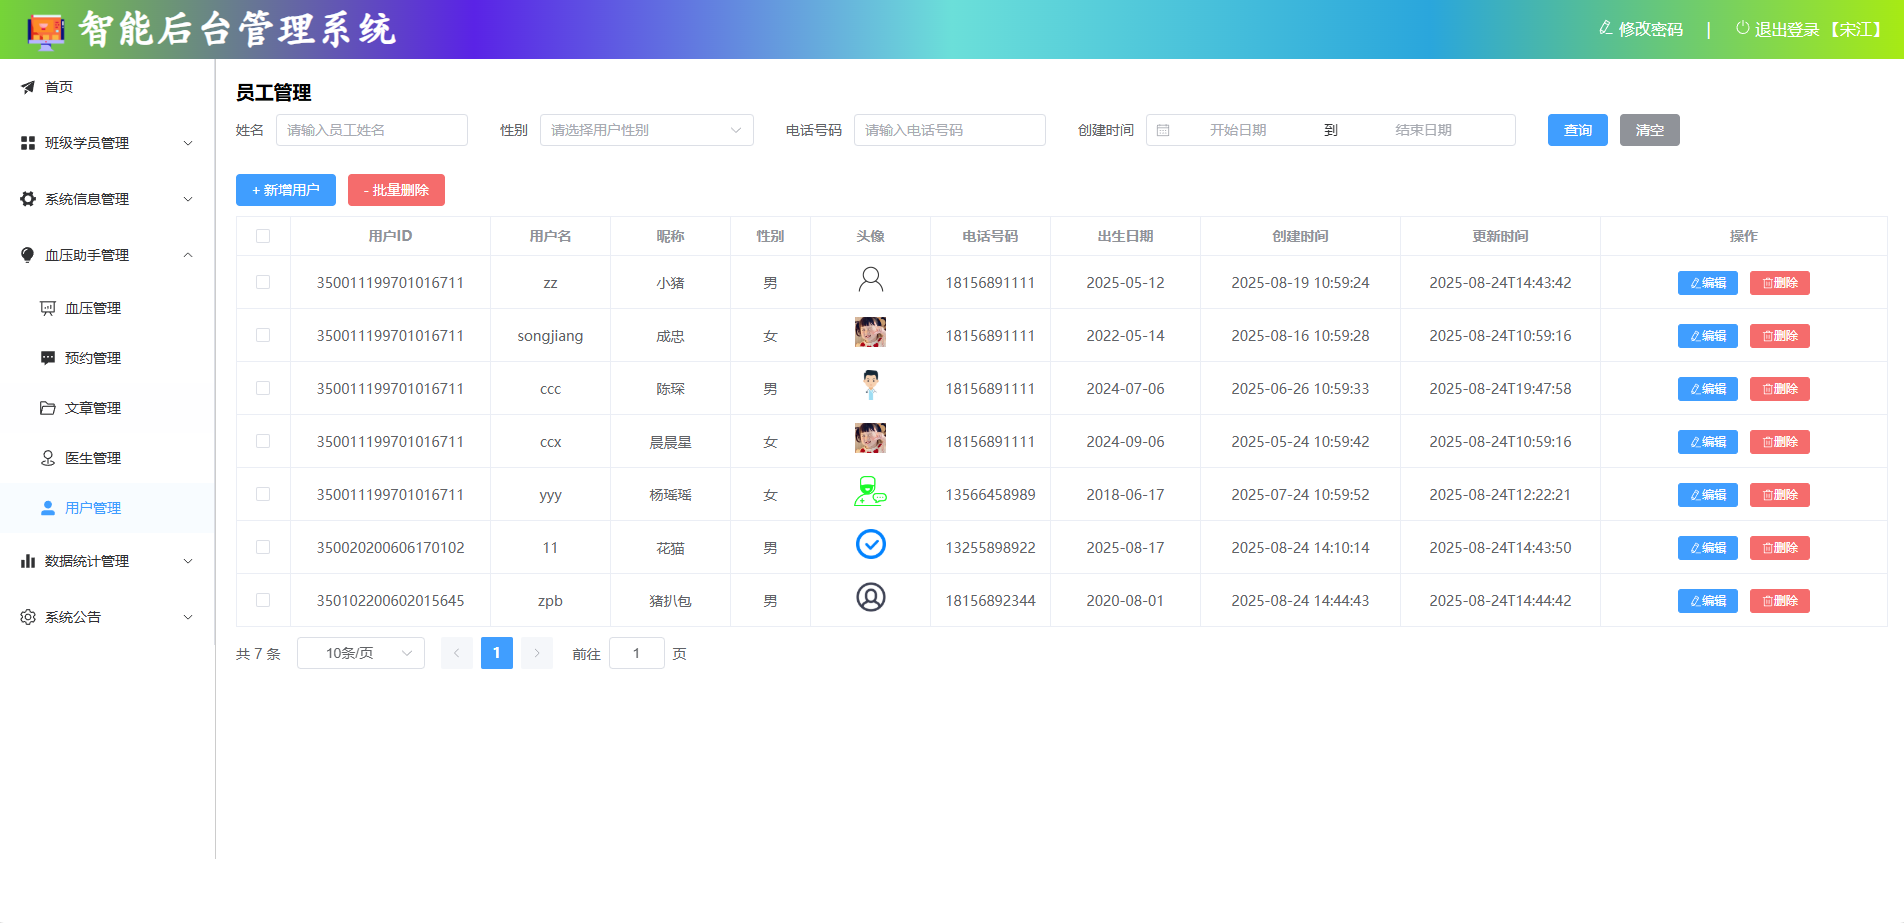 智能后台管理系统
修改密码 | 退出登录 【宋江】
首页
班级学员管理
系统信息管理
血压助手管理
血压管理
预约管理
文章管理
医生管理
用户管理
数据统计管理
系统公告
员工管理
姓名 请输入员工姓名 性别 请选择用户性别 电话号码 请输入电话号码 创建时间 开始日期 到 结束日期 查询 清空
+ 新增用户 - 批量删除
用户ID 用户名 昵称 性别 头像 电话号码 出生日期 创建时间 更新时间 操作
350011199701016711 zz 小猪 男 18156891111 2025-05-12 2025-08-19 10:59:24 2025-08-24T14:43:42 编辑 删除
350011199701016711 songjiang 成忠 女 18156891111 2022-05-14 2025-08-16 10:59:28 2025-08-24T10:59:16 编辑 删除
350011199701016711 ccc 陈琛 男 18156891111 2024-07-06 2025-06-26 10:59:33 2025-08-24T19:47:58 编辑 删除
350011199701016711 ccx 晨晨星 女 18156891111 2024-09-06 2025-05-24 10:59:42 2025-08-24T10:59:16 编辑 删除
350011199701016711 yyy 杨瑶瑶 女 13566458989 2018-06-17 2025-07-24 10:59:52 2025-08-24T12:22:21 编辑 删除
350020200606170102 11 花猫 男 13255898922 2025-08-17 2025-08-24 14:10:14 2025-08-24T14:43:50 编辑 删除
350102200602015645 zpb 猪扒包 男 18156892344 2020-08-01 2025-08-24 14:44:43 2025-08-24T14:44:42 编辑 删除
共 7 条 10条/页 1 前往 1 页